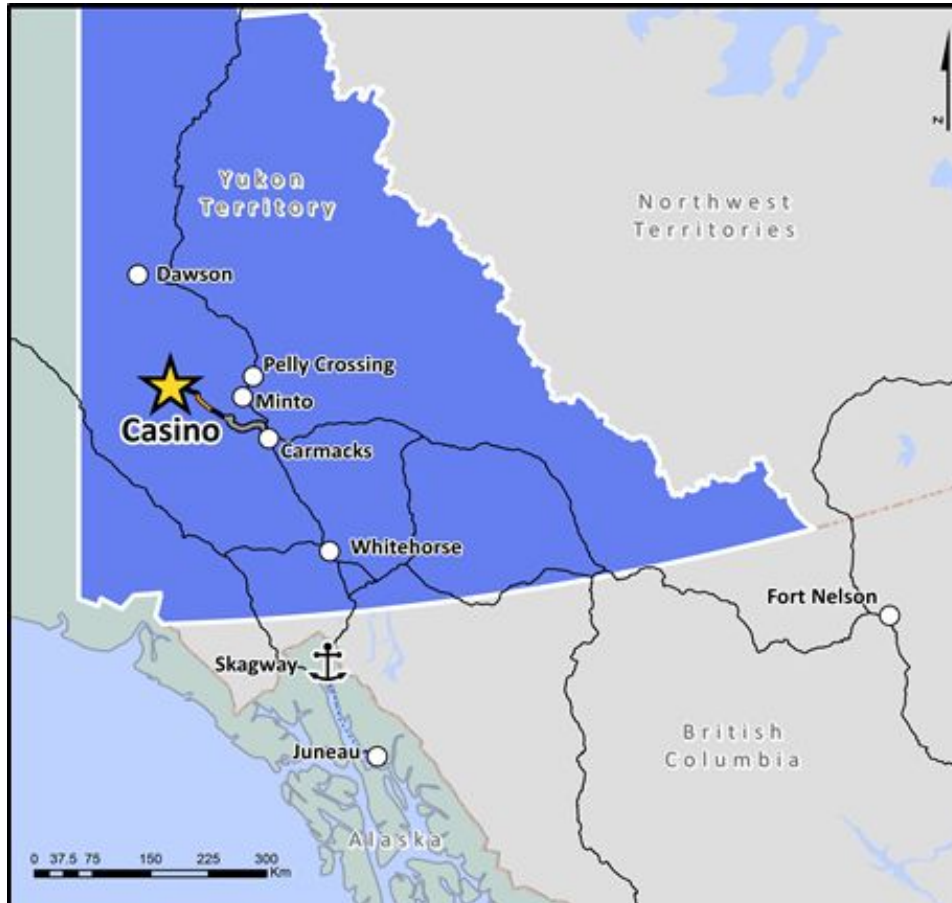 Yukon
Territory
Northwest
Territories
N
Dawson
Pelly Crossing
Minto
Casino
Carmacks
Whitehorse
Fort Nelson
Skagway
British
Columbia
Juneau
Alaska
0 37.5 75 150 225 300
Km